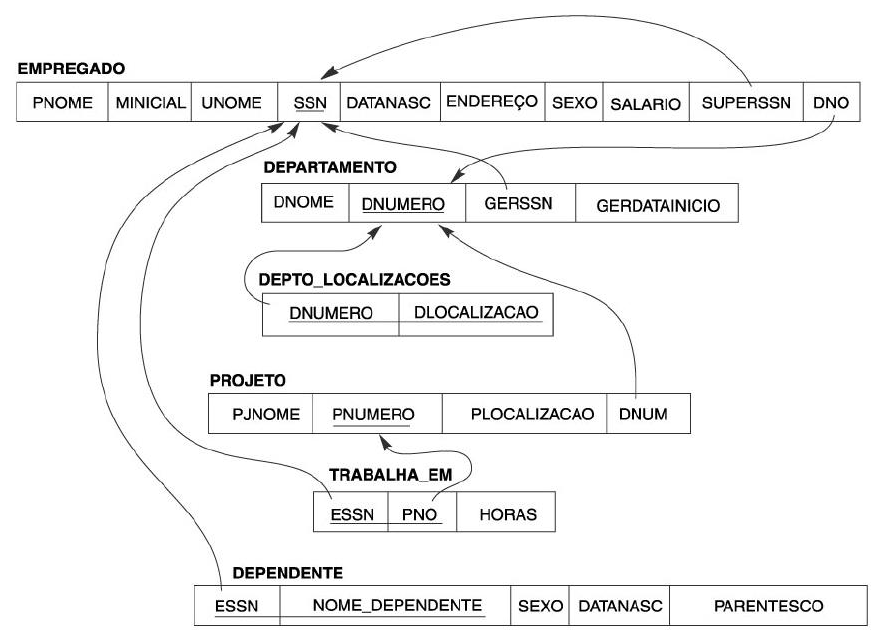 EMPREGADO
PNOME MINICIAL UNOME SSN DATANASC ENDEREÇO SEXO SALARIO SUPERSSN DNO
DEPARTAMENTO
DNOME DNUMERO GERSSN GERDATAINICIO
DEPTO_LOCALIZACOES
DNUMERO DLOCALIZACAO
PROJETO
PJNOME PNUMERO PLOCALIZACAO DNUM
TRABALHA_EM
ESSN PNO HORAS
DEPENDENTE
ESSN NOME_DEPENDENTE SEXO DATANASC PARENTESCO